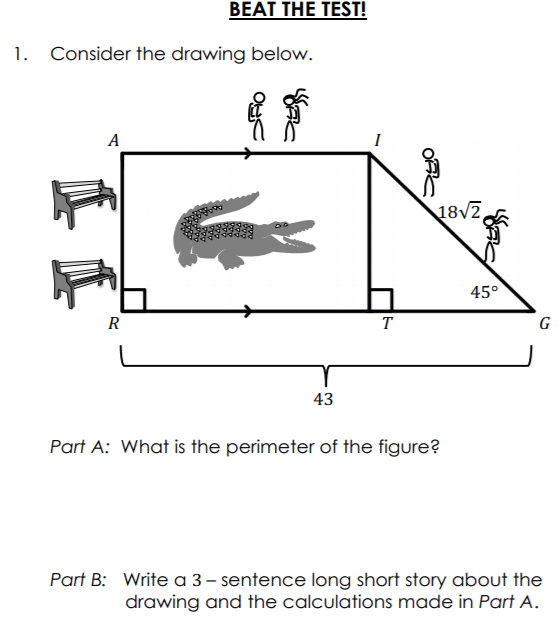 BEAT THE TEST!
1. Consider the drawing below.
A
I
18√2
45°
R
T
G
43
Part A: What is the perimeter of the figure?
Part B: Write a 3 – sentence long short story about the
drawing and the calculations made in Part A.